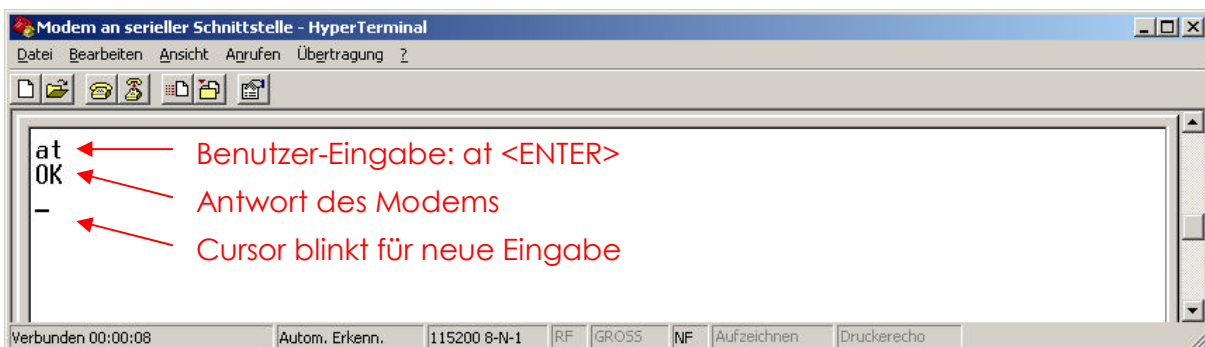 Modem an serieller Schnittstelle - HyperTerminal
Datei Bearbeiten Ansicht Anrufen Übertragung ?
at
Benutzer-Eingabe: at <ENTER>
OK
Antwort des Modems
_
Cursor blinkt für neue Eingabe
Verbunden 00:00:08 Autom. Erkenn. 115200 8-N-1 RF GROSS NF Aufzeichnen Druckerecho